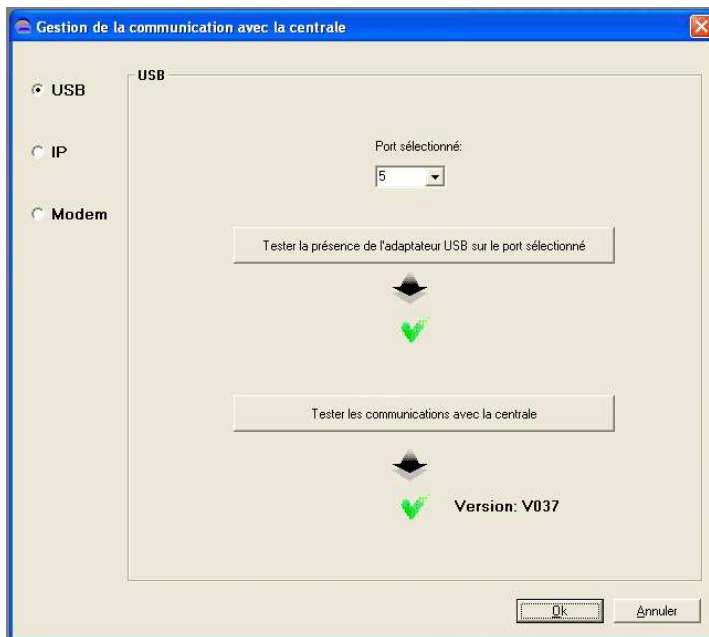 Gestion de la communication avec la centrale
USB
USB
IP
Modem
Port sélectionné:
5
Tester la présence de l'adaptateur USB sur le port sélectionné
Tester les communications avec la centrale
Version: V037
Ok
Annuler